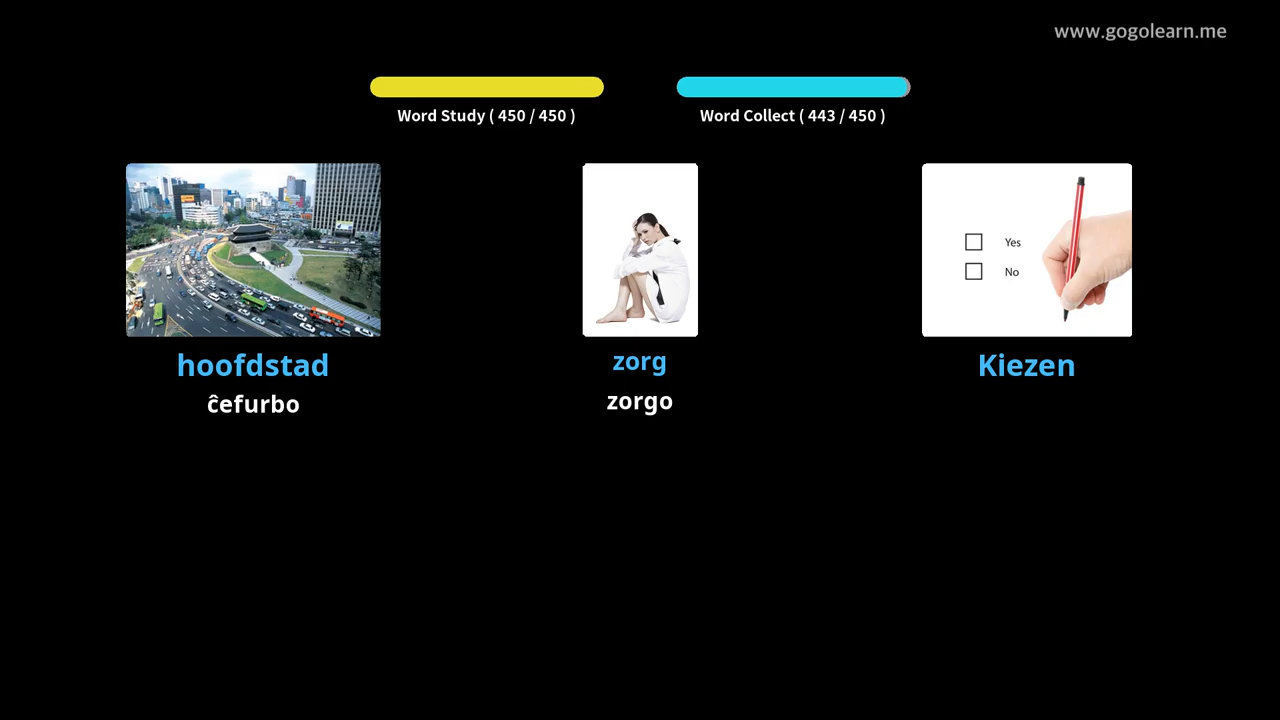 www.gogolearn.me
Word Study ( 450 / 450 )
Word Collect ( 443 / 450 )
Yes
No
hoofdstad
ĉefurbo
zorg
zorgo
Kiezen